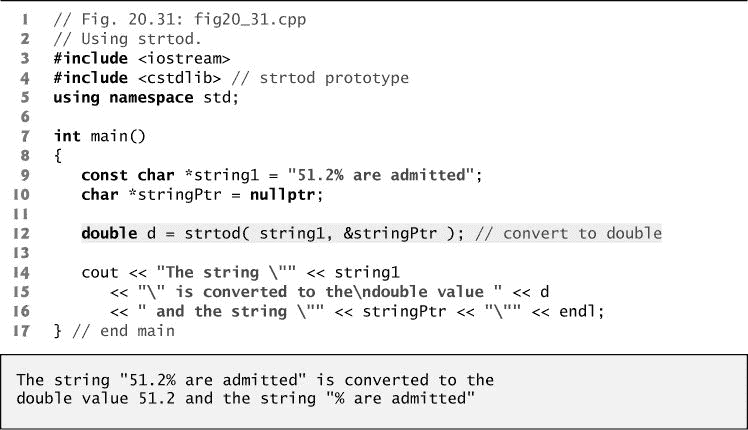 1 // Fig. 20.31: fig20_31.cpp
2 // Using strtod.
3 #include <iostream>
4 #include <cstdlib> // strtod prototype
5 using namespace std;
6
7 int main()
8 {
9 const char *string1 = "51.2% are admitted";
10 char *stringPtr = nullptr;
11
12 double d = strtod( string1, &stringPtr ); // convert to double
13
14 cout << "The string \"" << string1
15 << "\" is converted to the\ndouble value " << d
16 << " and the string \"" << stringPtr << "\"" << endl;
17 } // end main
The string "51.2% are admitted" is converted to the
double value 51.2 and the string "% are admitted"